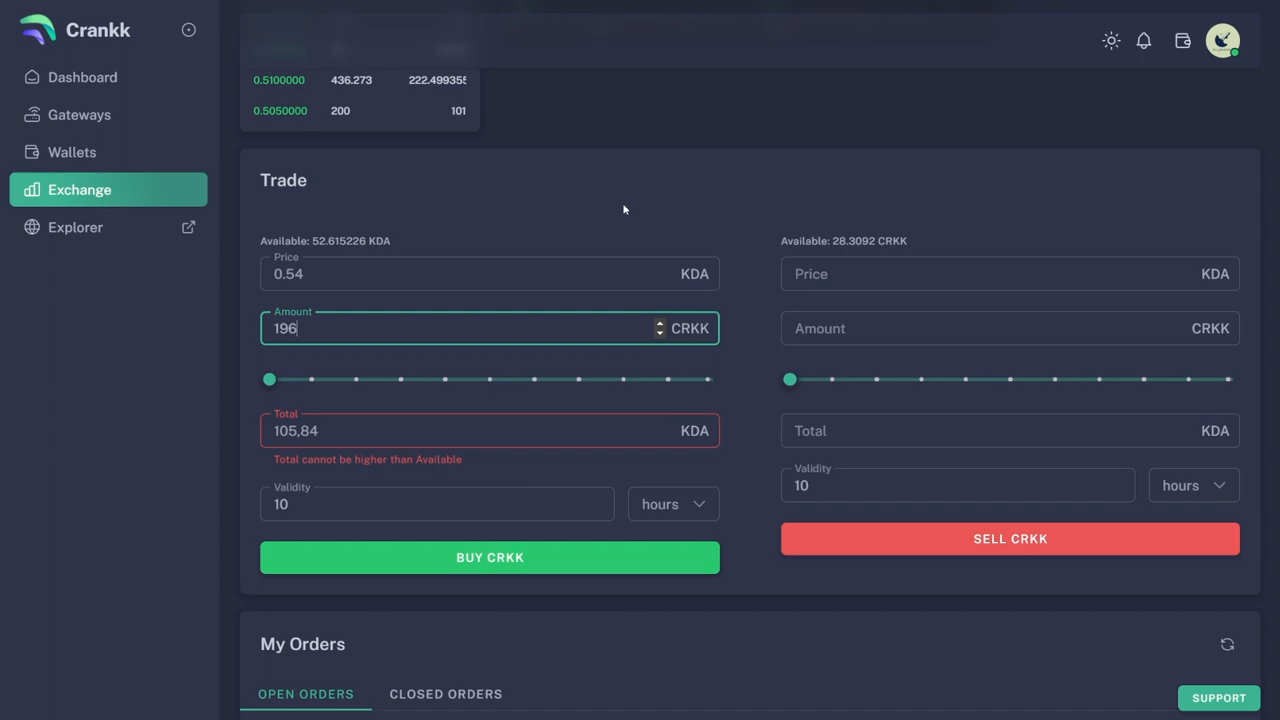 Crankk
Dashboard
Gateways
Wallets
Exchange
Explorer
0.5100000 436.273 222.499355
0.5050000 200 101
Trade
Available: 52.615226 KDA
Price
0.54 KDA
Amount
196 CRKK
Total
105,84 KDA
Total cannot be higher than Available
Validity
10 hours
BUY CRKK
Available: 28.3092 CRKK
Price KDA
Amount CRKK
Total KDA
Validity
10 hours
SELL CRKK
My Orders
OPEN ORDERS CLOSED ORDERS
SUPPORT